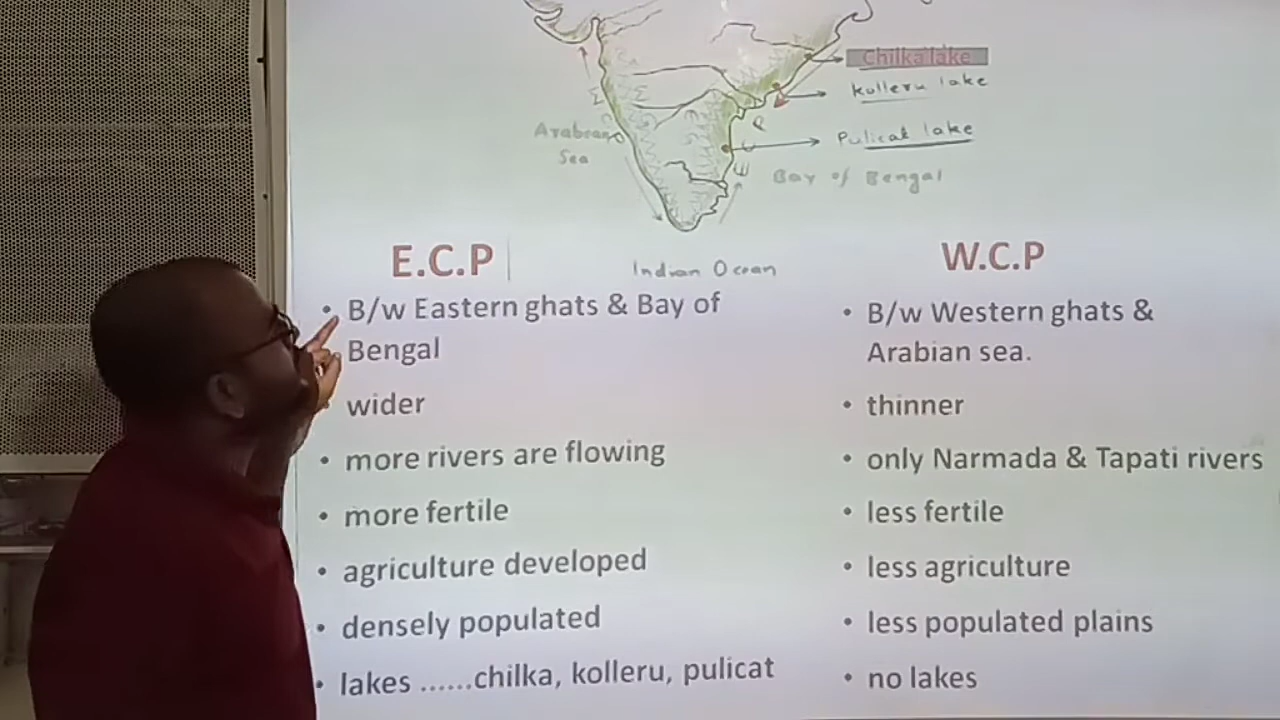 Chilka lake
kolleru lake
Arabean
Sea
Pulicat lake
Bay of Bengal
Indian Ocean
E.C.P
W.C.P
• B/w Eastern ghats & Bay of
Bengal
wider
• more rivers are flowing
• more fertile
• agriculture developed
• densely populated
• lakes ......chilka, kolleru, pulicat
• B/w Western ghats &
Arabian sea.
• thinner
• only Narmada & Tapati rivers
• less fertile
• less agriculture
• less populated plains
• no lakes